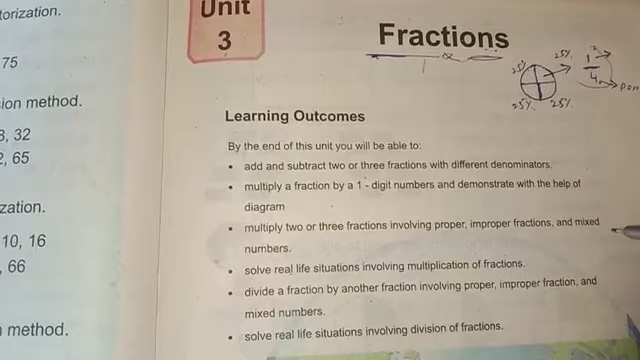 torization.
75
ion method.
8, 32
2, 65
zation.
10, 16
, 66
n method.
Unit
3
Fractions
25%
25%
25%
25%
1
4
Learning Outcomes
By the end of this unit you will be able to:
• add and subtract two or three fractions with different denominators.
• multiply a fraction by a 1 - digit numbers and demonstrate with the help of
diagram
• multiply two or three fractions involving proper, improper fractions, and mixed
numbers.
• solve real life situations involving multiplication of fractions.
• divide a fraction by another fraction involving proper, improper fraction, and
mixed numbers.
• solve real life situations involving division of fractions.